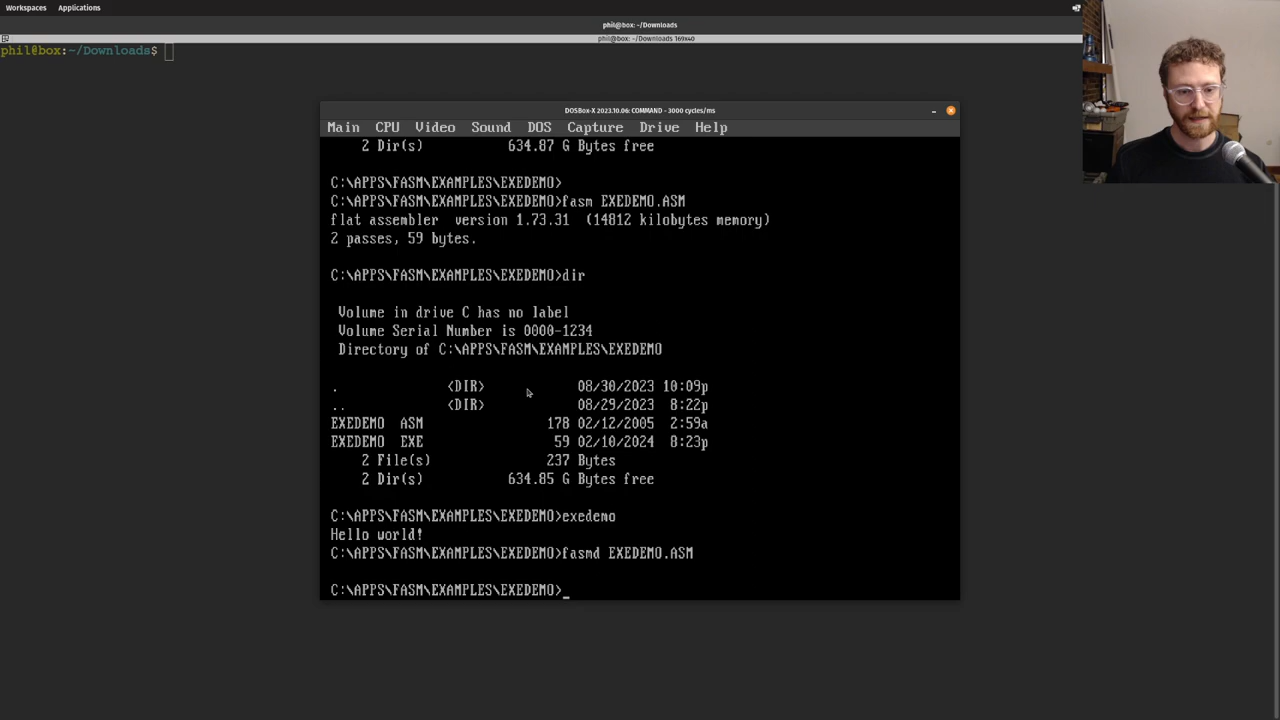 Workspaces Applications
phil@box: ~/Downloads
phil@box: ~/Downloads 169x40
phil@box:~/Downloads$
DOSBox-X 2023.10.06: COMMAND - 3000 cycles/ms
Main CPU Video Sound DOS Capture Drive Help
2 Dir(s) 634.87 G Bytes free
C:\APPS\FASM\EXAMPLES\EXEDEMO>
C:\APPS\FASM\EXAMPLES\EXEDEMO>fasm EXEDEMO.ASM
flat assembler version 1.73.31 (14812 kilobytes memory)
2 passes, 59 bytes.
C:\APPS\FASM\EXAMPLES\EXEDEMO>dir
Volume in drive C has no label
Volume Serial Number is 0000-1234
Directory of C:\APPS\FASM\EXAMPLES\EXEDEMO
. <DIR> 08/30/2023 10:09p
.. <DIR> 08/29/2023 8:22p
EXEDEMO ASM 178 02/12/2005 2:59a
EXEDEMO EXE 59 02/10/2024 8:23p
2 File(s) 237 Bytes
2 Dir(s) 634.85 G Bytes free
C:\APPS\FASM\EXAMPLES\EXEDEMO>exedemo
Hello world!
C:\APPS\FASM\EXAMPLES\EXEDEMO>fasmd EXEDEMO.ASM
C:\APPS\FASM\EXAMPLES\EXEDEMO>_